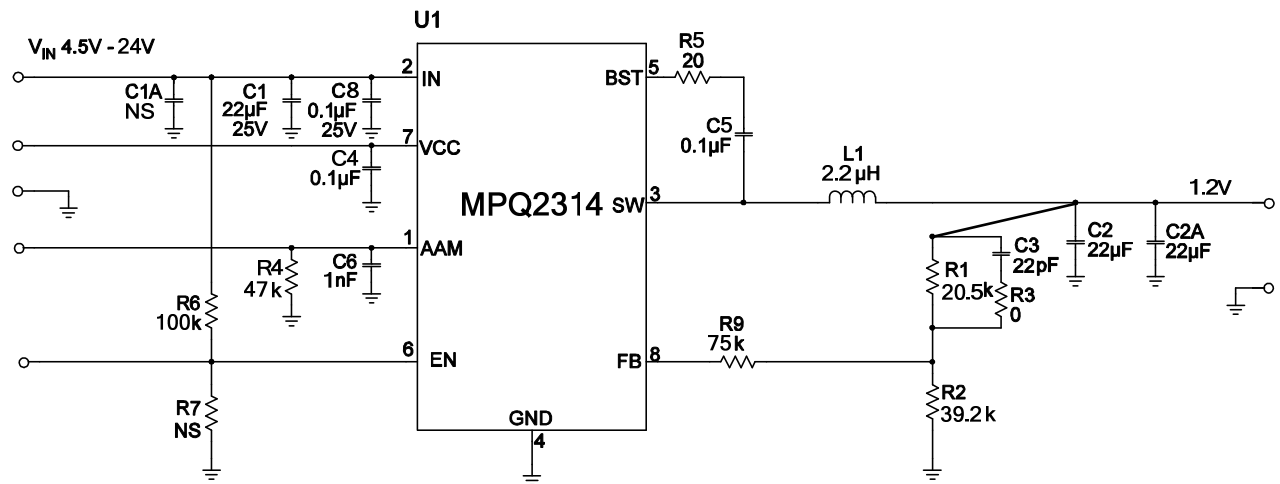 U1
V_IN 4.5V - 24V
C1A
NS
C1
22µF
25V
C8
0.1µF
25V
2
IN
BST
5
R5
20
C5
0.1µF
7
VCC
C4
0.1µF
MPQ2314
SW
3
L1
2.2µH
1.2V
1
AAM
R4
47k
C6
1nF
C3
22pF
R1
20.5k
R3
0
C2
22µF
C2A
22µF
R6
100k
6
EN
FB
8
R9
75k
R7
NS
GND
4
R2
39.2k